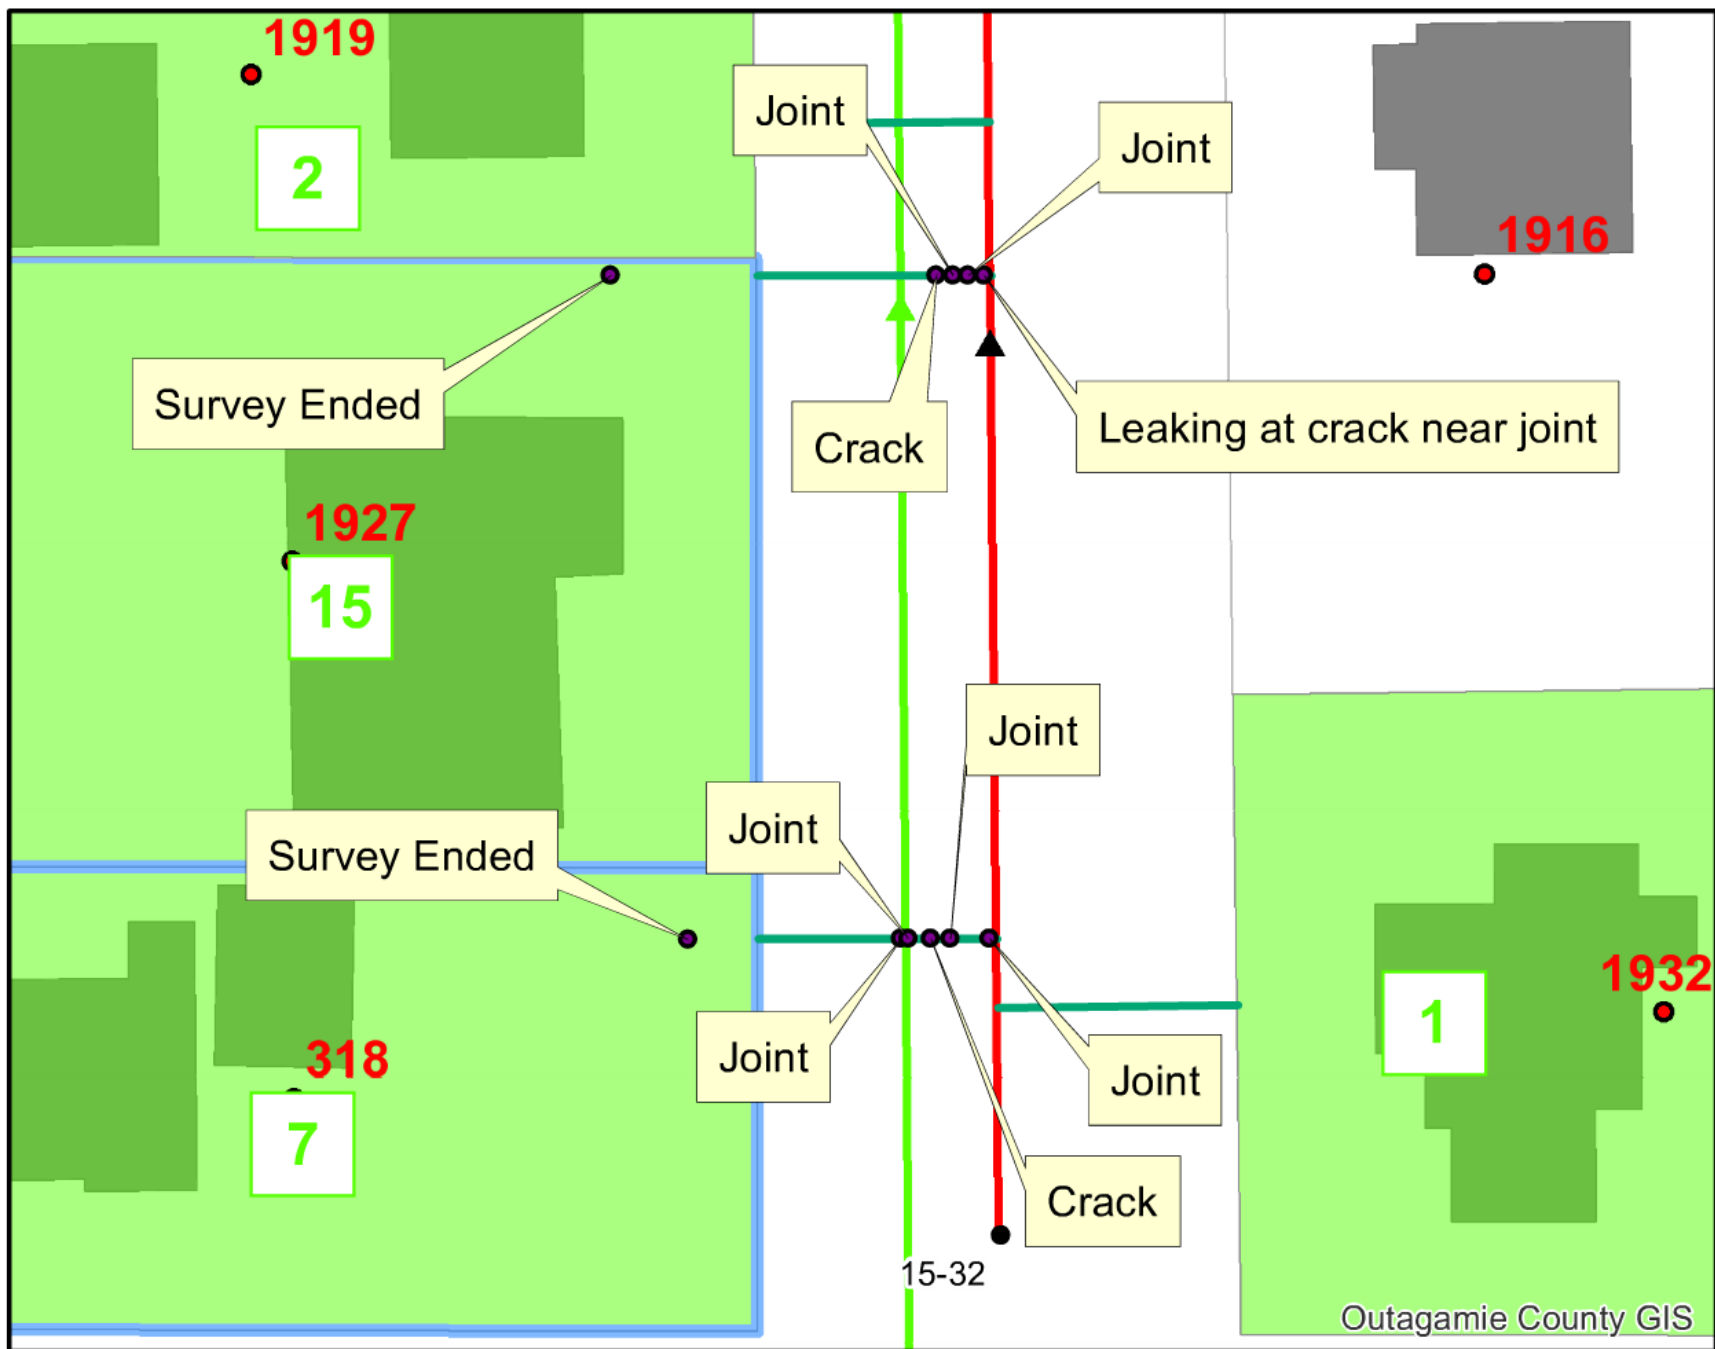 1919
2
Joint
Joint
1916
Survey Ended
Crack
Leaking at crack near joint
1927
15
Joint
Joint
Survey Ended
1932
1
318
7
Joint
Joint
Crack
15-32
Outagamie County GIS